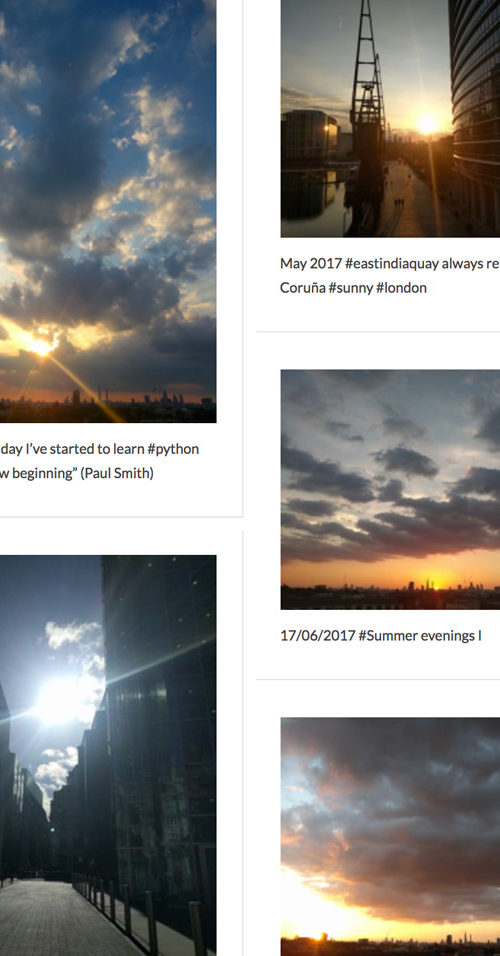 day I've started to learn #python
w beginning" (Paul Smith)
May 2017 #eastindiaquay always re
Coruña #sunny #london
17/06/2017 #Summer evenings I